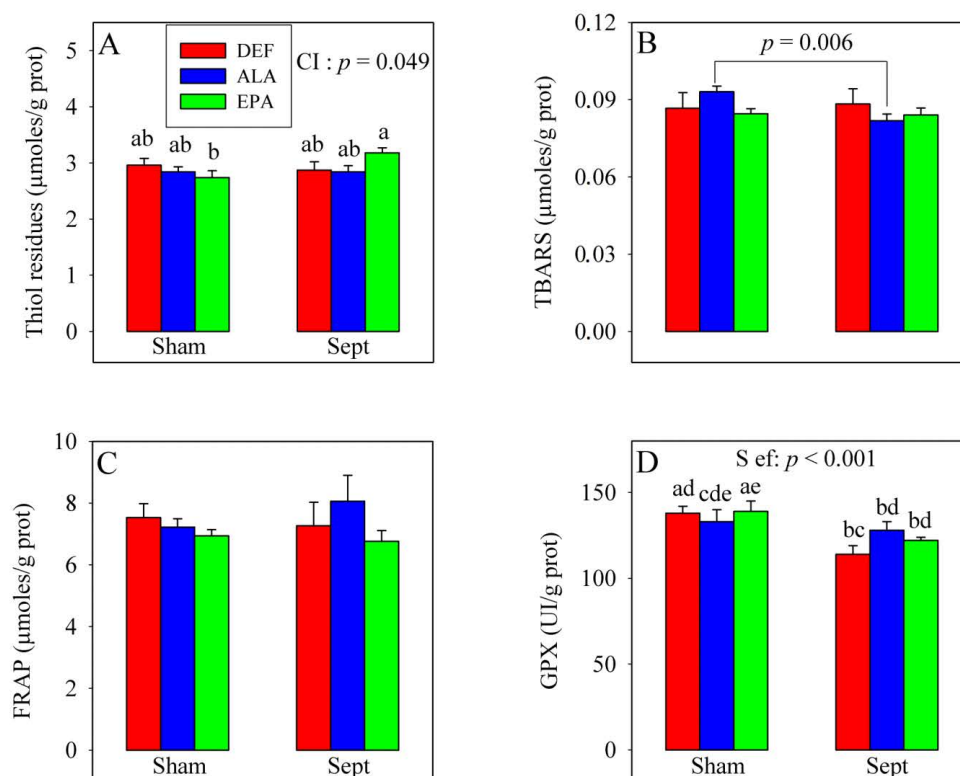 A
DEF
ALA
EPA
CI : p = 0.049
ab ab b ab ab a
5
4
3
2
1
0
Thiol residues (µmoles/g prot)
Sham Sept
B
p = 0.006
0.12
0.09
0.06
0.03
0.00
TBARS (µmoles/g prot)
C
10
8
6
4
2
0
FRAP (µmoles/g prot)
Sham Sept
D
S ef: p < 0.001
ad cde ae bc bd bd
150
100
50
0
GPX (UI/g prot)
Sham Sept